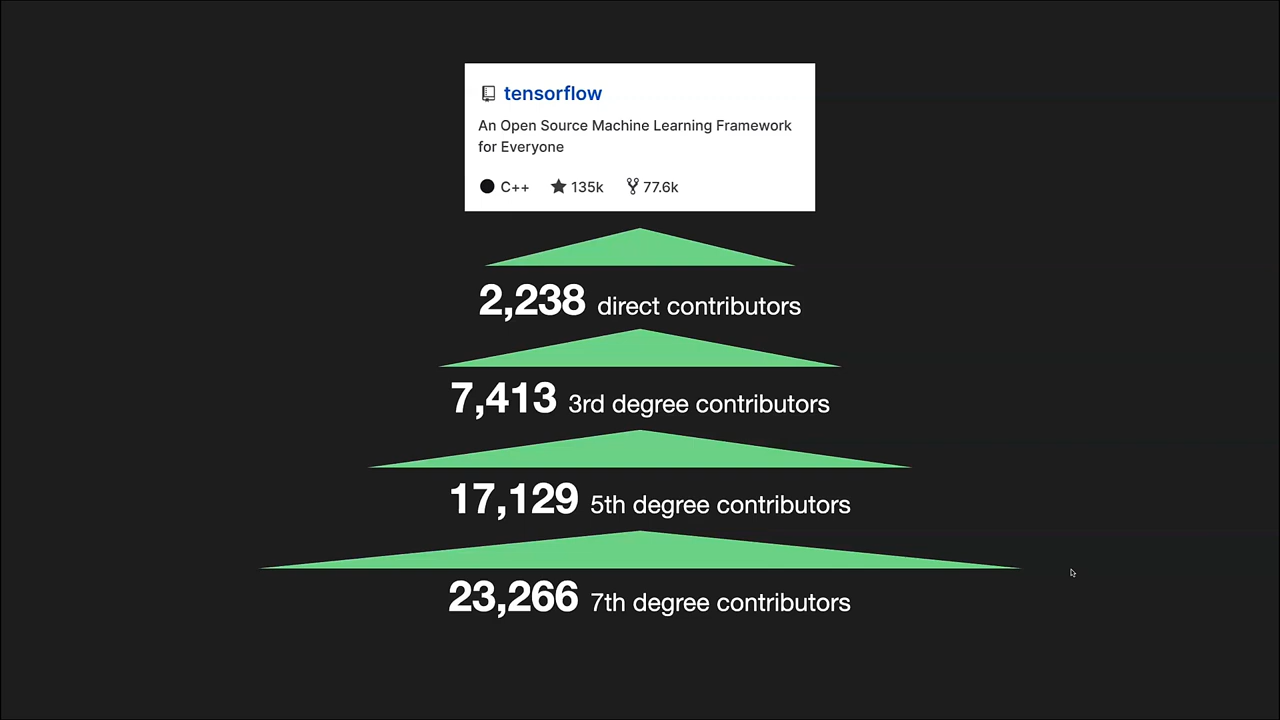 tensorflow
An Open Source Machine Learning Framework
for Everyone
C++ 135k 77.6k
2,238 direct contributors
7,413 3rd degree contributors
17,129 5th degree contributors
23,266 7th degree contributors